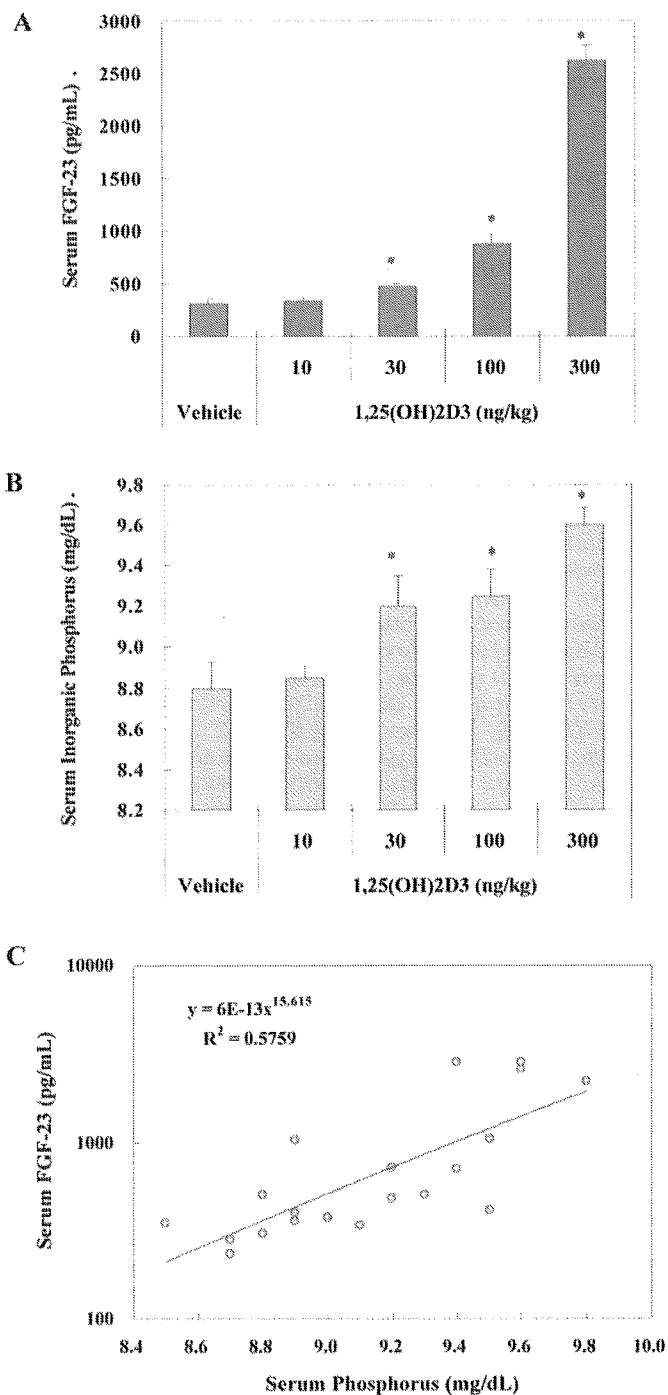 A
Serum FGF-23 (pg/mL) .
3000
2500
2000
1500
1000
500
0
*
*
*
10 30 100 300
Vehicle 1,25(OH)2D3 (ng/kg)
B
Serum Inorganic Phosphorus (mg/dL) .
9.8
9.6
9.4
9.2
9.0
8.8
8.6
8.4
8.2
*
*
*
10 30 100 300
Vehicle 1,25(OH)2D3 (ng/kg)
C
Serum FGF-23 (pg/mL)
10000
1000
100
y = 6E-13x^15.615
R^2 = 0.5759
8.4 8.6 8.8 9.0 9.2 9.4 9.6 9.8 10.0
Serum Phosphorus (mg/dL)